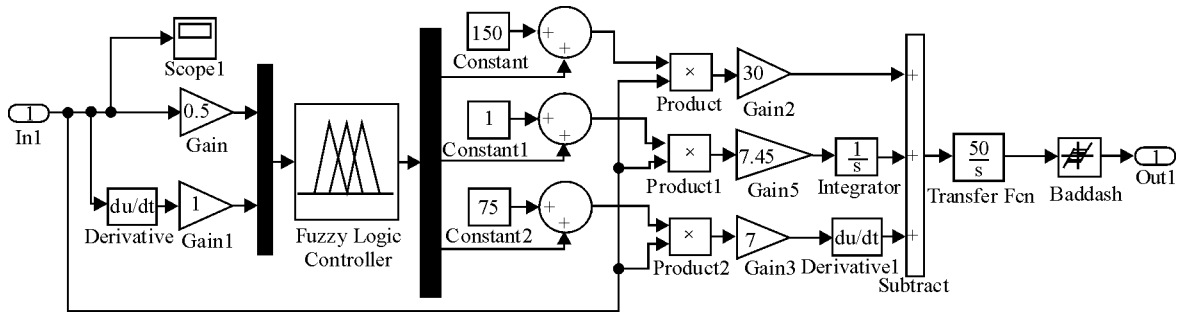 1
In1
Scope1
0.5
Gain
du/dt
Derivative
1
Gain1
Fuzzy Logic
Controller
150
+
+
Constant
1
+
+
Constant1
75
+
+
Constant2
×
Product
30
Gain2
×
Product1
7.45
Gain5
1
s
Integrator
×
Product2
7
Gain3
du/dt
Derivative1
+
+
+
Subtract
50
s
Transfer Fcn
Baddash
1
Out1